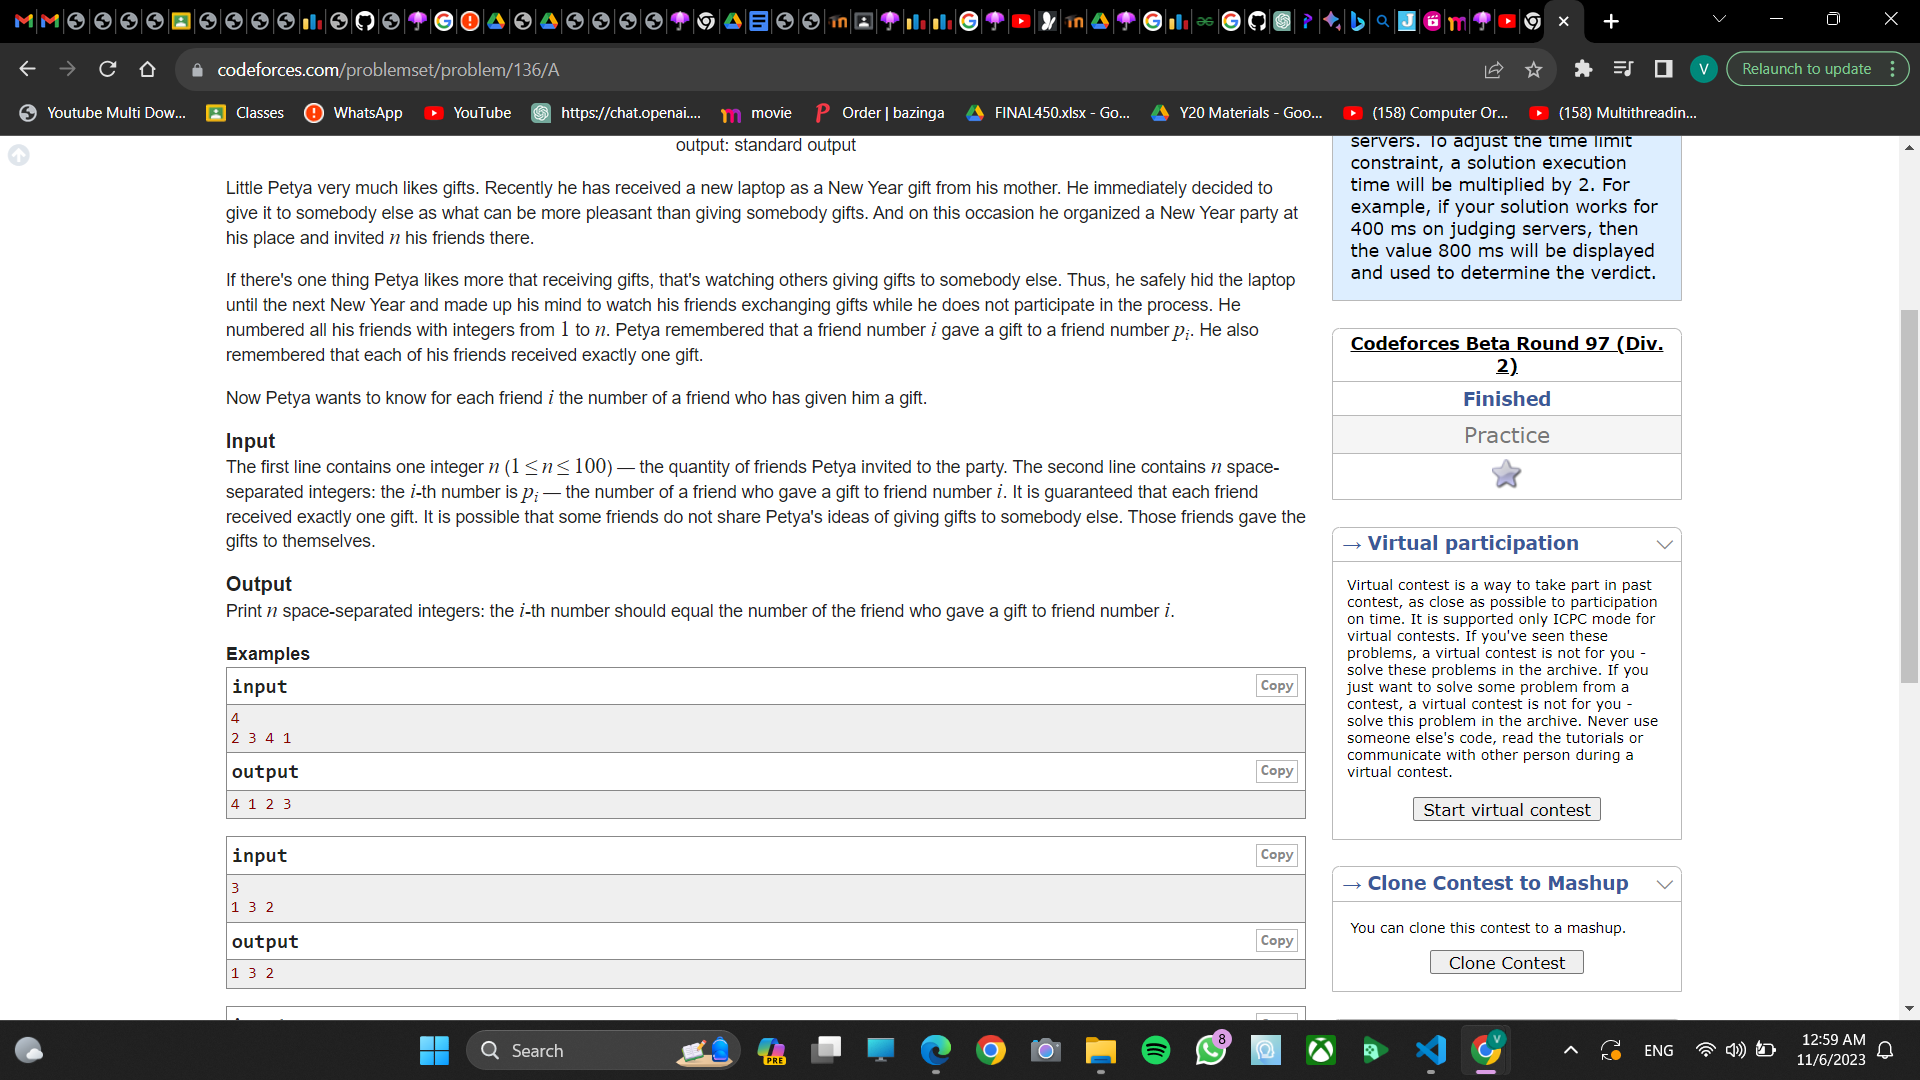 codeforces.com/problemset/problem/136/A
V
Relaunch to update
Youtube Multi Dow...
Classes
WhatsApp
YouTube
https://chat.openai....
movie
Order | bazinga
FINAL450.xlsx - Go...
Y20 Materials - Goo...
(158) Computer Or...
(158) Multithreadin...
output: standard output
Little Petya very much likes gifts. Recently he has received a new laptop as a New Year gift from his mother. He immediately decided to
give it to somebody else as what can be more pleasant than giving somebody gifts. And on this occasion he organized a New Year party at
his place and invited n his friends there.
If there's one thing Petya likes more that receiving gifts, that's watching others giving gifts to somebody else. Thus, he safely hid the laptop
until the next New Year and made up his mind to watch his friends exchanging gifts while he does not participate in the process. He
numbered all his friends with integers from 1 to n. Petya remembered that a friend number i gave a gift to a friend number pi. He also
remembered that each of his friends received exactly one gift.
Now Petya wants to know for each friend i the number of a friend who has given him a gift.
Input
The first line contains one integer n (1 ≤ n ≤ 100) — the quantity of friends Petya invited to the party. The second line contains n space-
separated integers: the i-th number is pi — the number of a friend who gave a gift to friend number i. It is guaranteed that each friend
received exactly one gift. It is possible that some friends do not share Petya's ideas of giving gifts to somebody else. Those friends gave the
gifts to themselves.
Output
Print n space-separated integers: the i-th number should equal the number of the friend who gave a gift to friend number i.
Examples
input
Copy
4
2 3 4 1
output
Copy
4 1 2 3
input
Copy
3
1 3 2
output
Copy
1 3 2
servers. To adjust the time limit
constraint, a solution execution
time will be multiplied by 2. For
example, if your solution works for
400 ms on judging servers, then
the value 800 ms will be displayed
and used to determine the verdict.
Codeforces Beta Round 97 (Div.
2)
Finished
Practice
→ Virtual participation
Virtual contest is a way to take part in past
contest, as close as possible to participation
on time. It is supported only ICPC mode for
virtual contests. If you've seen these
problems, a virtual contest is not for you -
solve these problems in the archive. If you
just want to solve some problem from a
contest, a virtual contest is not for you -
solve this problem in the archive. Never use
someone else's code, read the tutorials or
communicate with other person during a
virtual contest.
Start virtual contest
→ Clone Contest to Mashup
You can clone this contest to a mashup.
Clone Contest
Search
PRE
8
V
ENG
12:59 AM
11/6/2023